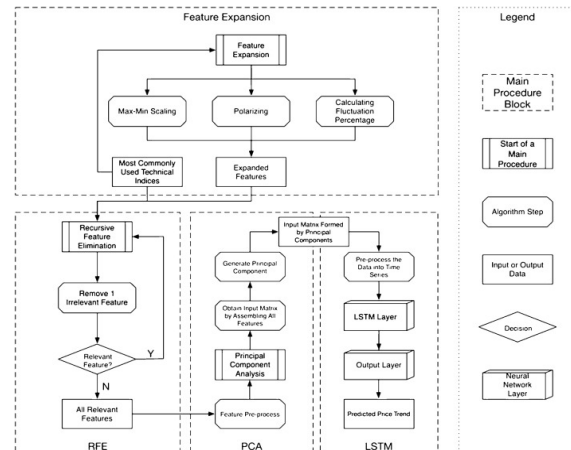 Feature Expansion
Feature
Expansion
Max-Min Scaling
Polarizing
Calculating
Fluctuation
Percentage
Most Commonly
Used Technical
Indices
Expanded
Features
Recursive
Feature
Elimination
Remove 1
Irrelevant Feature
Relevant
Feature?
Y
N
All Relevant
Features
RFE
Input Matrix Formed
by Principal
Components
Generate Principal
Component
Obtain Input Matrix
by Assembling All
Features
Principal
Component
Analysis
Feature Pre-process
PCA
Pre-process the
Data into Time
Series
LSTM Layer
Output Layer
Predicted Price Trend
LSTM
Legend
Main
Procedure
Block
Start of a
Main
Procedure
Algorithm Step
Input or Output
Data
Decision
Neural
Network
Layer